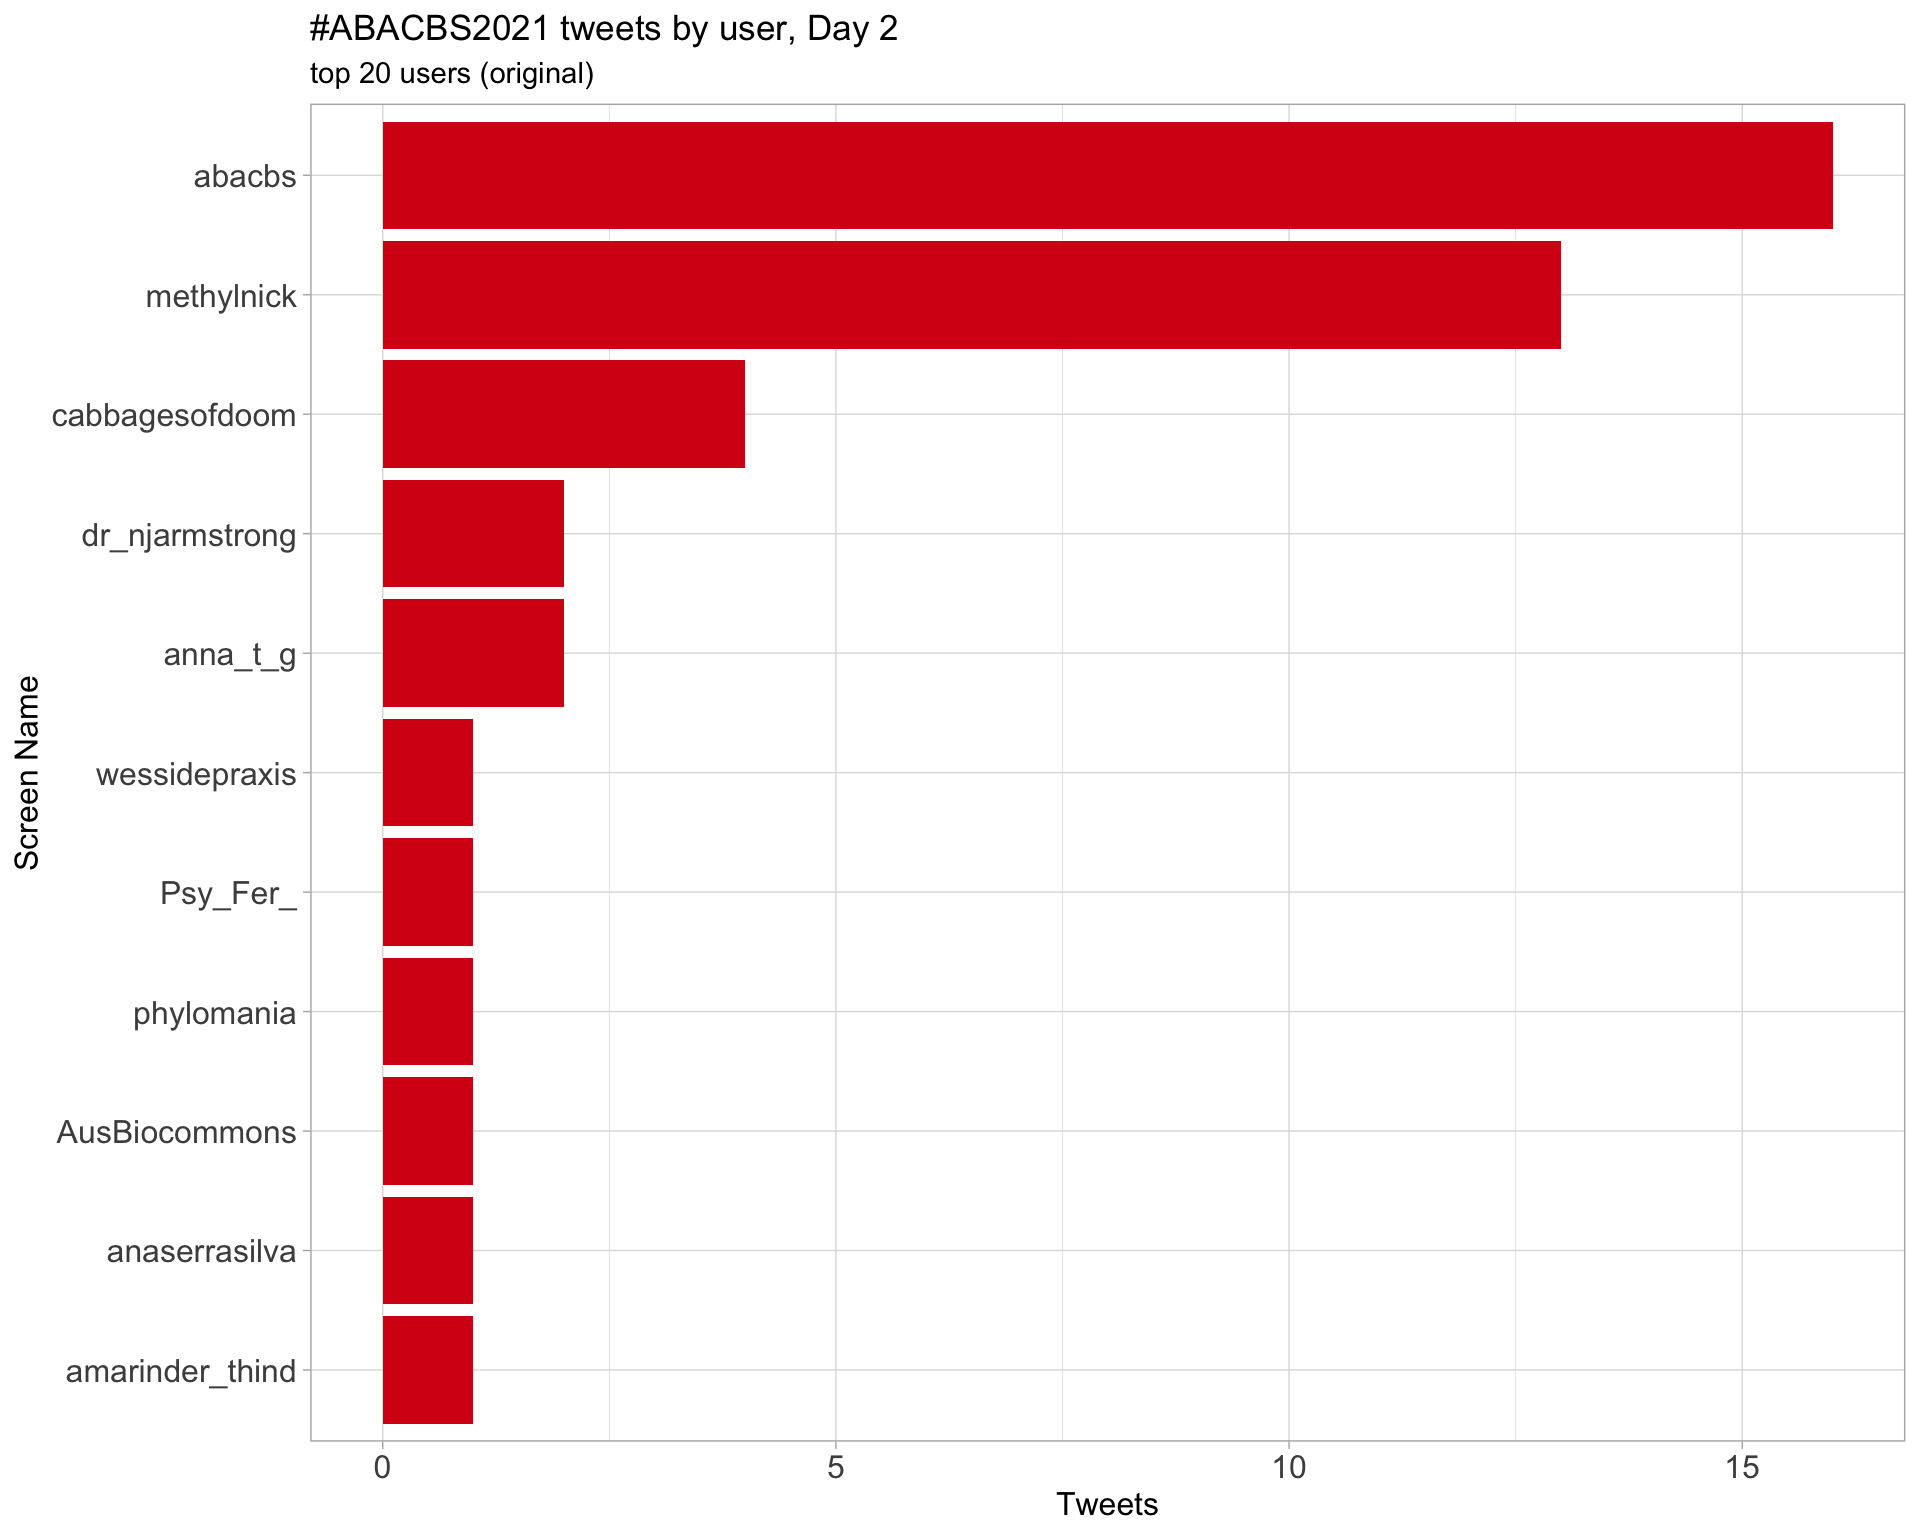 #ABACBS2021 tweets by user, Day 2
top 20 users (original)
Screen Name
abacbs
methylnick
cabbagesofdoom
dr_njarmstrong
anna_t_g
wessidepraxis
Psy_Fer_
phylomania
AusBiocommons
anaserrasilva
amarinder_thind
0 5 10 15
Tweets